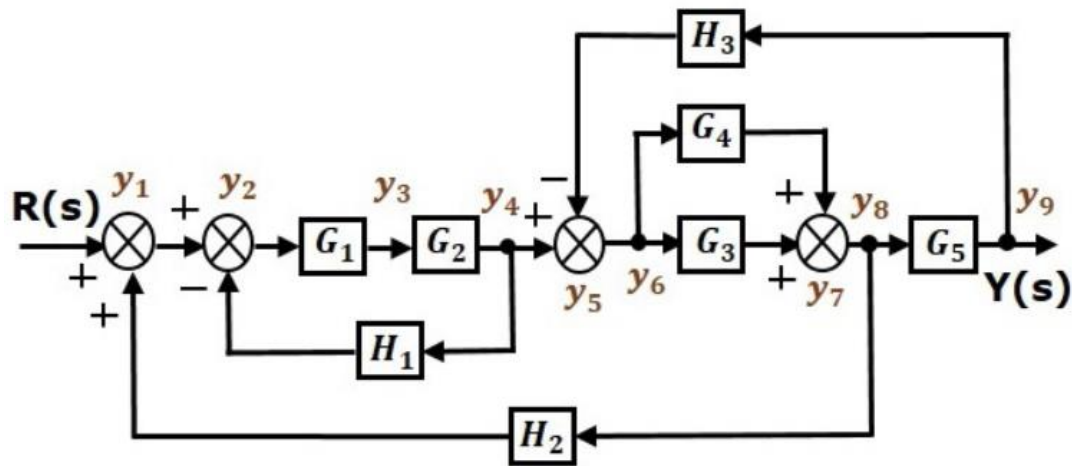 H₃
G₄
R(s) y₁ y₂ y₃ y₄ y₈ y₉
+ + − + + + + −
G₁ G₂ G₃ G₅
y₅ y₆ y₇ Y(s)
+
H₁
H₂